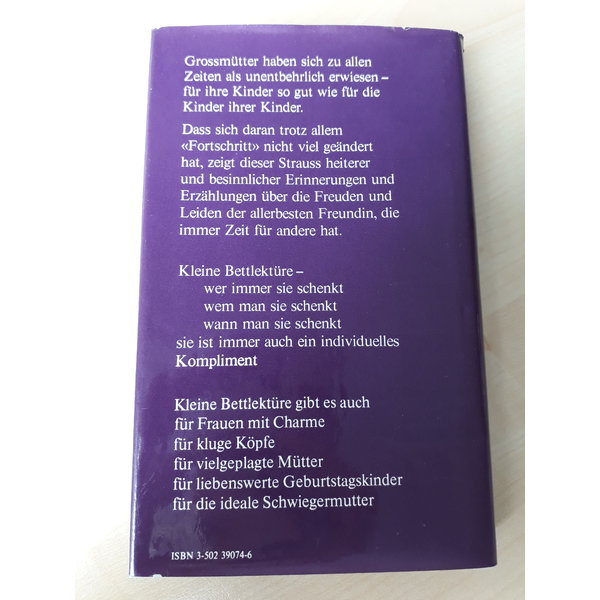 Grossmütter haben sich zu allen
Zeiten als unentbehrlich erwiesen –
für ihre Kinder so gut wie für die
Kinder ihrer Kinder.
Dass sich daran trotz allem
«Fortschritt» nicht viel geändert
hat, zeigt dieser Strauss heiterer
und besinnlicher Erinnerungen und
Erzählungen über die Freuden und
Leiden der allerbesten Freundin, die
immer Zeit für andere hat.
Kleine Bettlektüre –
wer immer sie schenkt
wem man sie schenkt
wann man sie schenkt
sie ist immer auch ein individuelles
Kompliment
Kleine Bettlektüre gibt es auch
für Frauen mit Charme
für kluge Köpfe
für vielgeplagte Mütter
für liebenswerte Geburtstagskinder
für die ideale Schwiegermutter
ISBN 3-502 39074-6